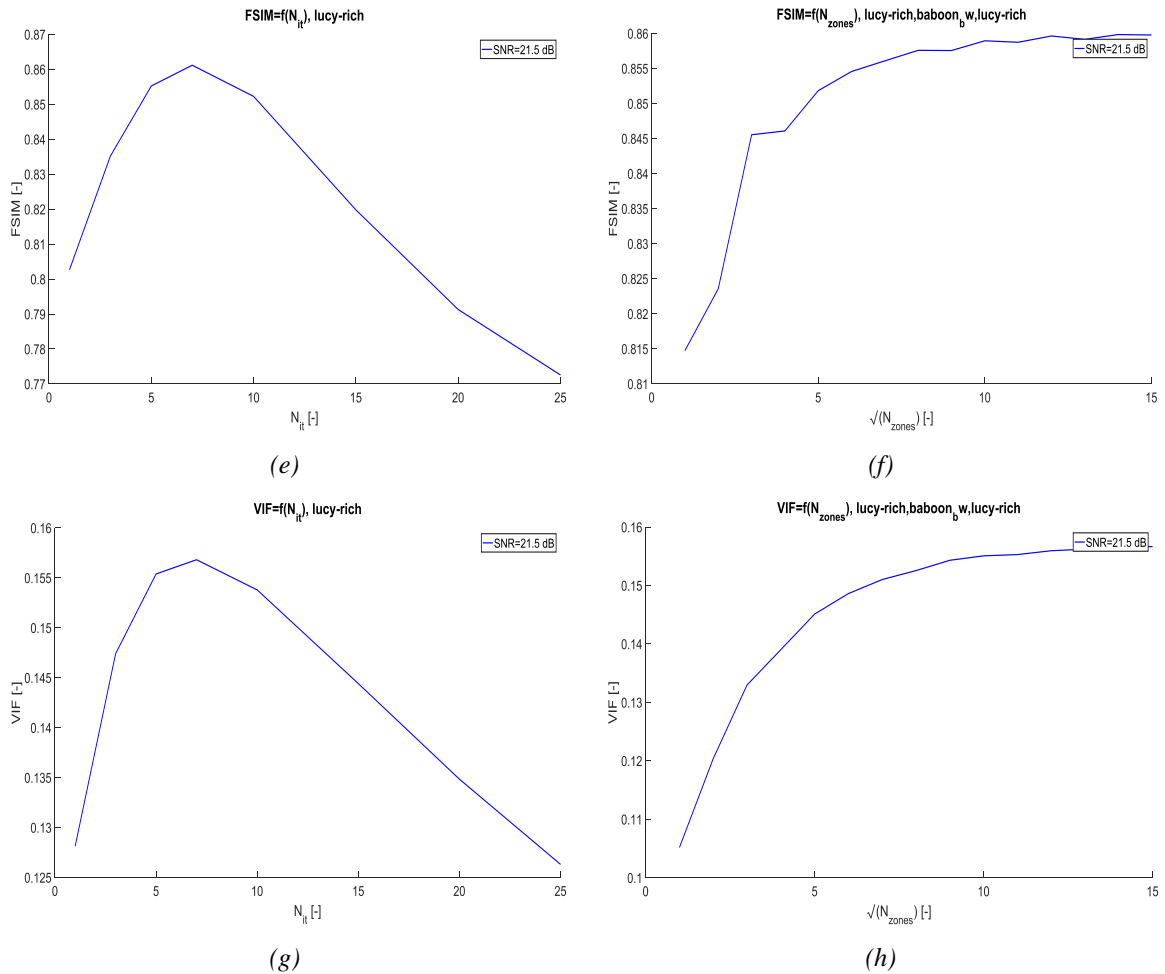 FSIM=f(N_it), lucy-rich
SNR=21.5 dB
0.87
0.86
0.85
0.84
0.83
0.82
0.81
0.8
0.79
0.78
0.77
FSIM [-]
0
5
10
15
20
25
N_it [-]
(e)
FSIM=f(N_zones), lucy-rich,baboon_bw,lucy-rich
SNR=21.5 dB
0.86
0.855
0.85
0.845
0.84
0.835
0.83
0.825
0.82
0.815
0.81
FSIM [-]
0
5
10
15
√(N_zones) [-]
(f)
VIF=f(N_it), lucy-rich
SNR=21.5 dB
0.16
0.155
0.15
0.145
0.14
0.135
0.13
0.125
VIF [-]
0
5
10
15
20
25
N_it [-]
(g)
VIF=f(N_zones), lucy-rich,baboon_bw,lucy-rich
SNR=21.5 dB
0.16
0.15
0.14
0.13
0.12
0.11
0.1
VIF [-]
0
5
10
15
√(N_zones) [-]
(h)